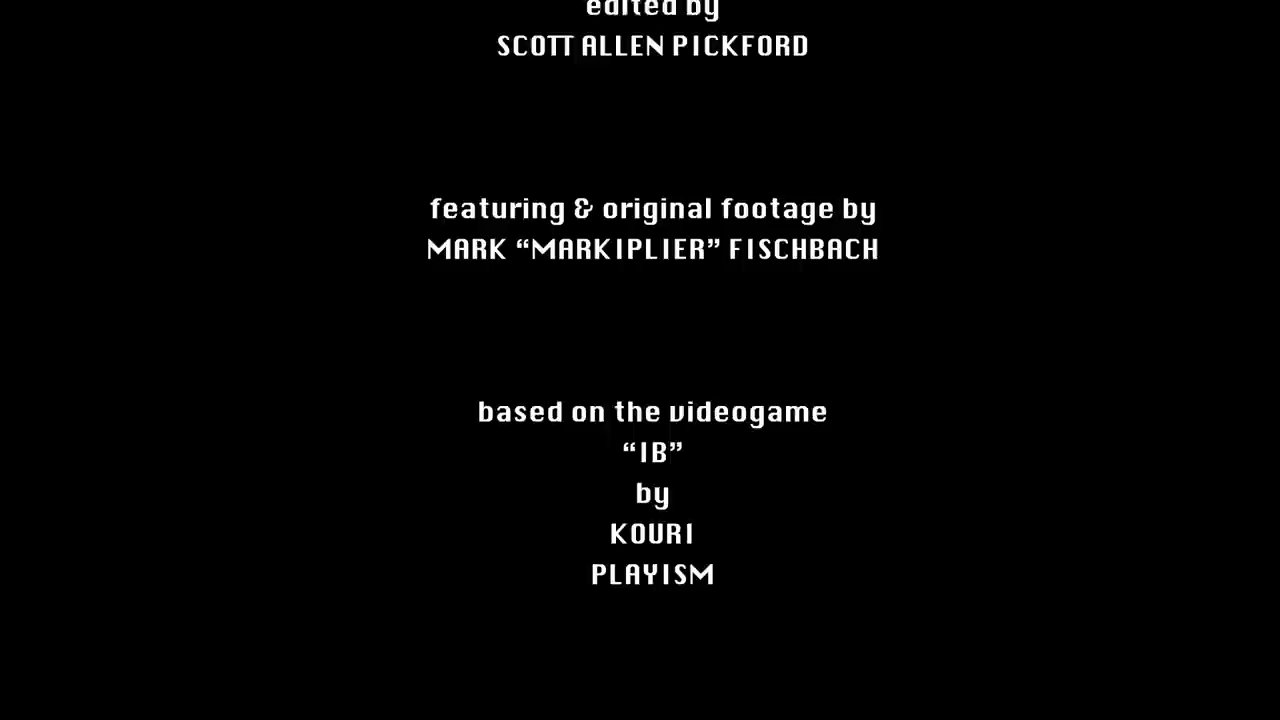 edited by
SCOTT ALLEN PICKFORD
featuring & original footage by
MARK “MARKIPLIER” FISCHBACH
based on the videogame
“IB”
by
KOURI
PLAYISM